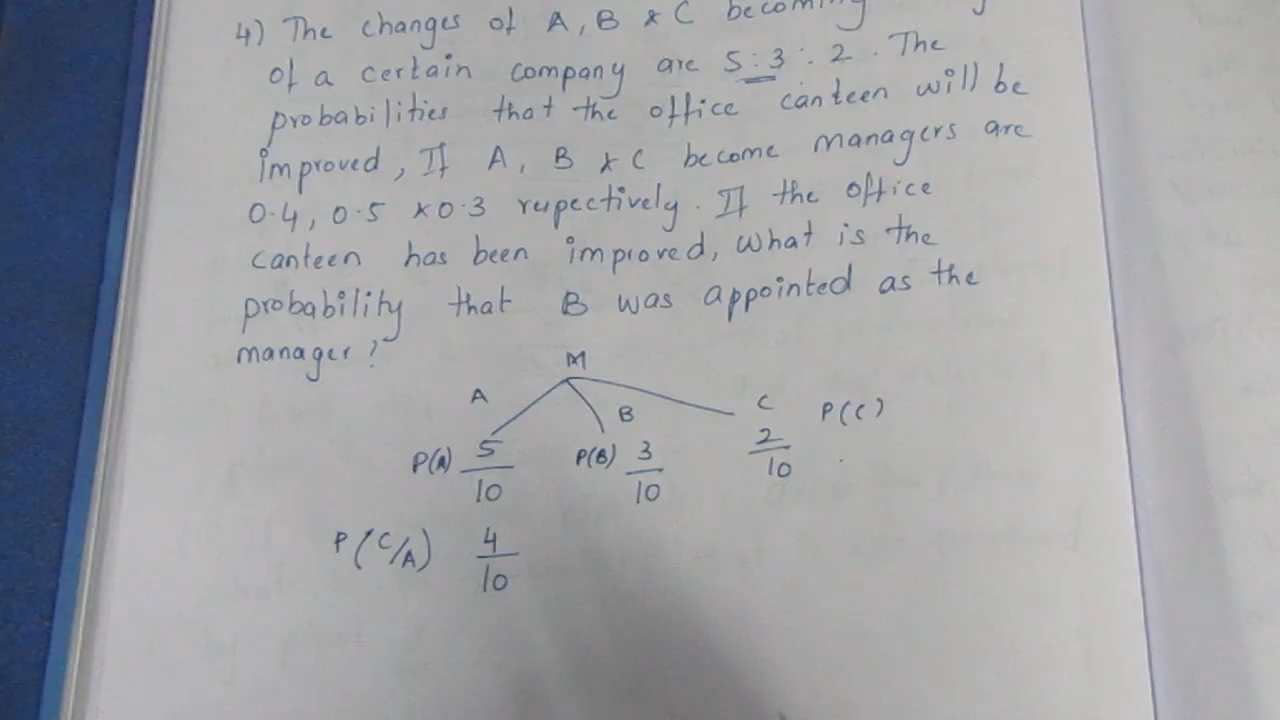 4) The changes of A, B & C becoming
of a certain company are 5:3:2. The
probabilities that the office canteen will be
improved, If A, B & C become managers are
0.4, 0.5 & 0.3 rupectively. If the office
canteen has been improved, What is the
probability that B was appointed as the
manager?
M
A B C P(C)
P(A) 5/10 P(B) 3/10 2/10
P(C/A) 4/10